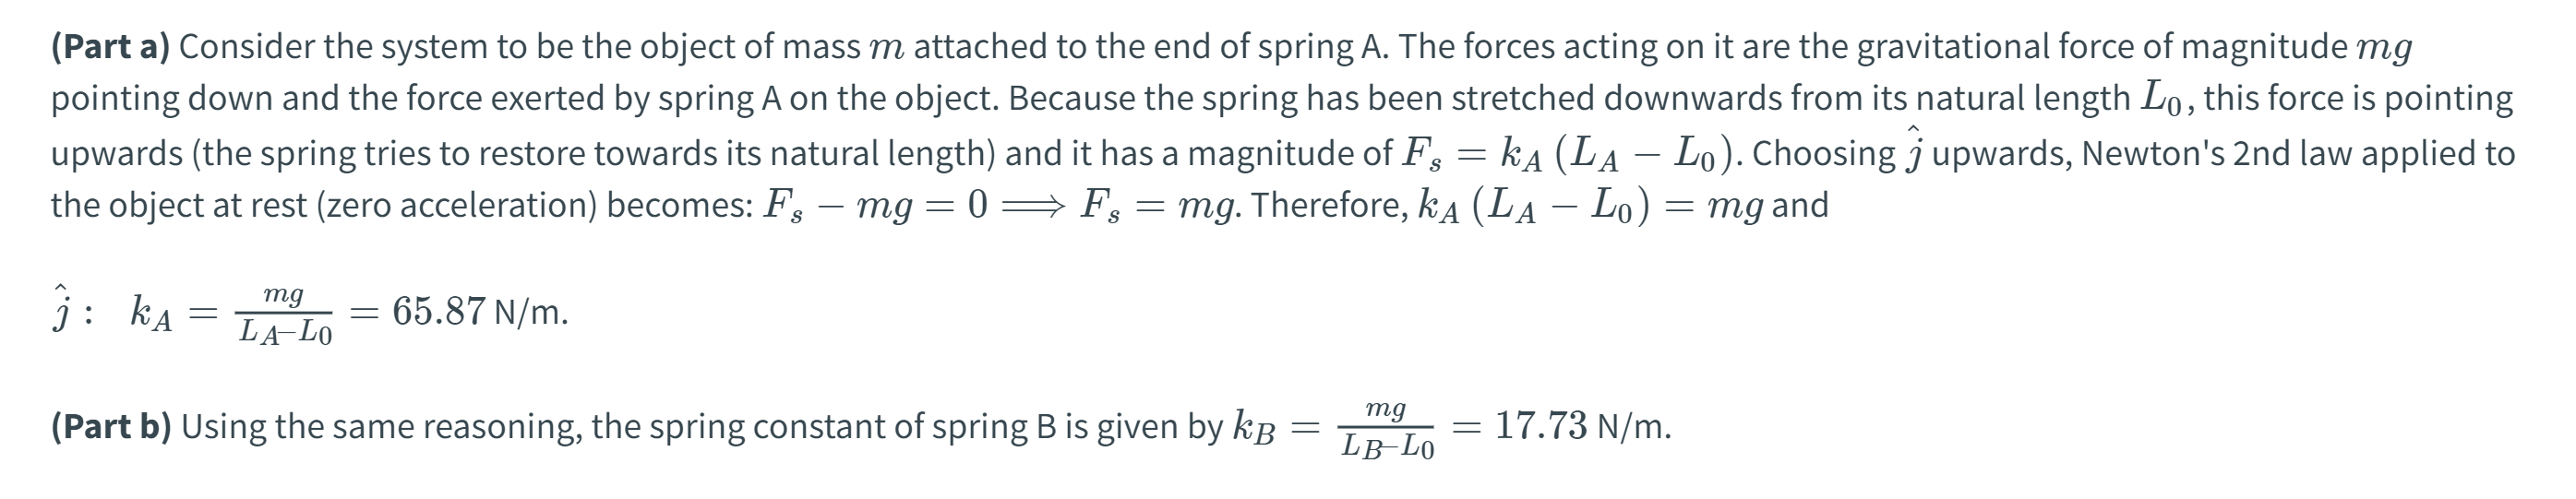 (Part a) Consider the system to be the object of mass m attached to the end of spring A. The forces acting on it are the gravitational force of magnitude mg
pointing down and the force exerted by spring A on the object. Because the spring has been stretched downwards from its natural length L₀, this force is pointing
upwards (the spring tries to restore towards its natural length) and it has a magnitude of Fₛ = k_A (L_A − L₀). Choosing ĵ upwards, Newton's 2nd law applied to
the object at rest (zero acceleration) becomes: Fₛ − mg = 0 ⟹ Fₛ = mg. Therefore, k_A (L_A − L₀) = mg and
ĵ : k_A = mg/(L_A−L₀) = 65.87 N/m.
(Part b) Using the same reasoning, the spring constant of spring B is given by k_B = mg/(L_B−L₀) = 17.73 N/m.